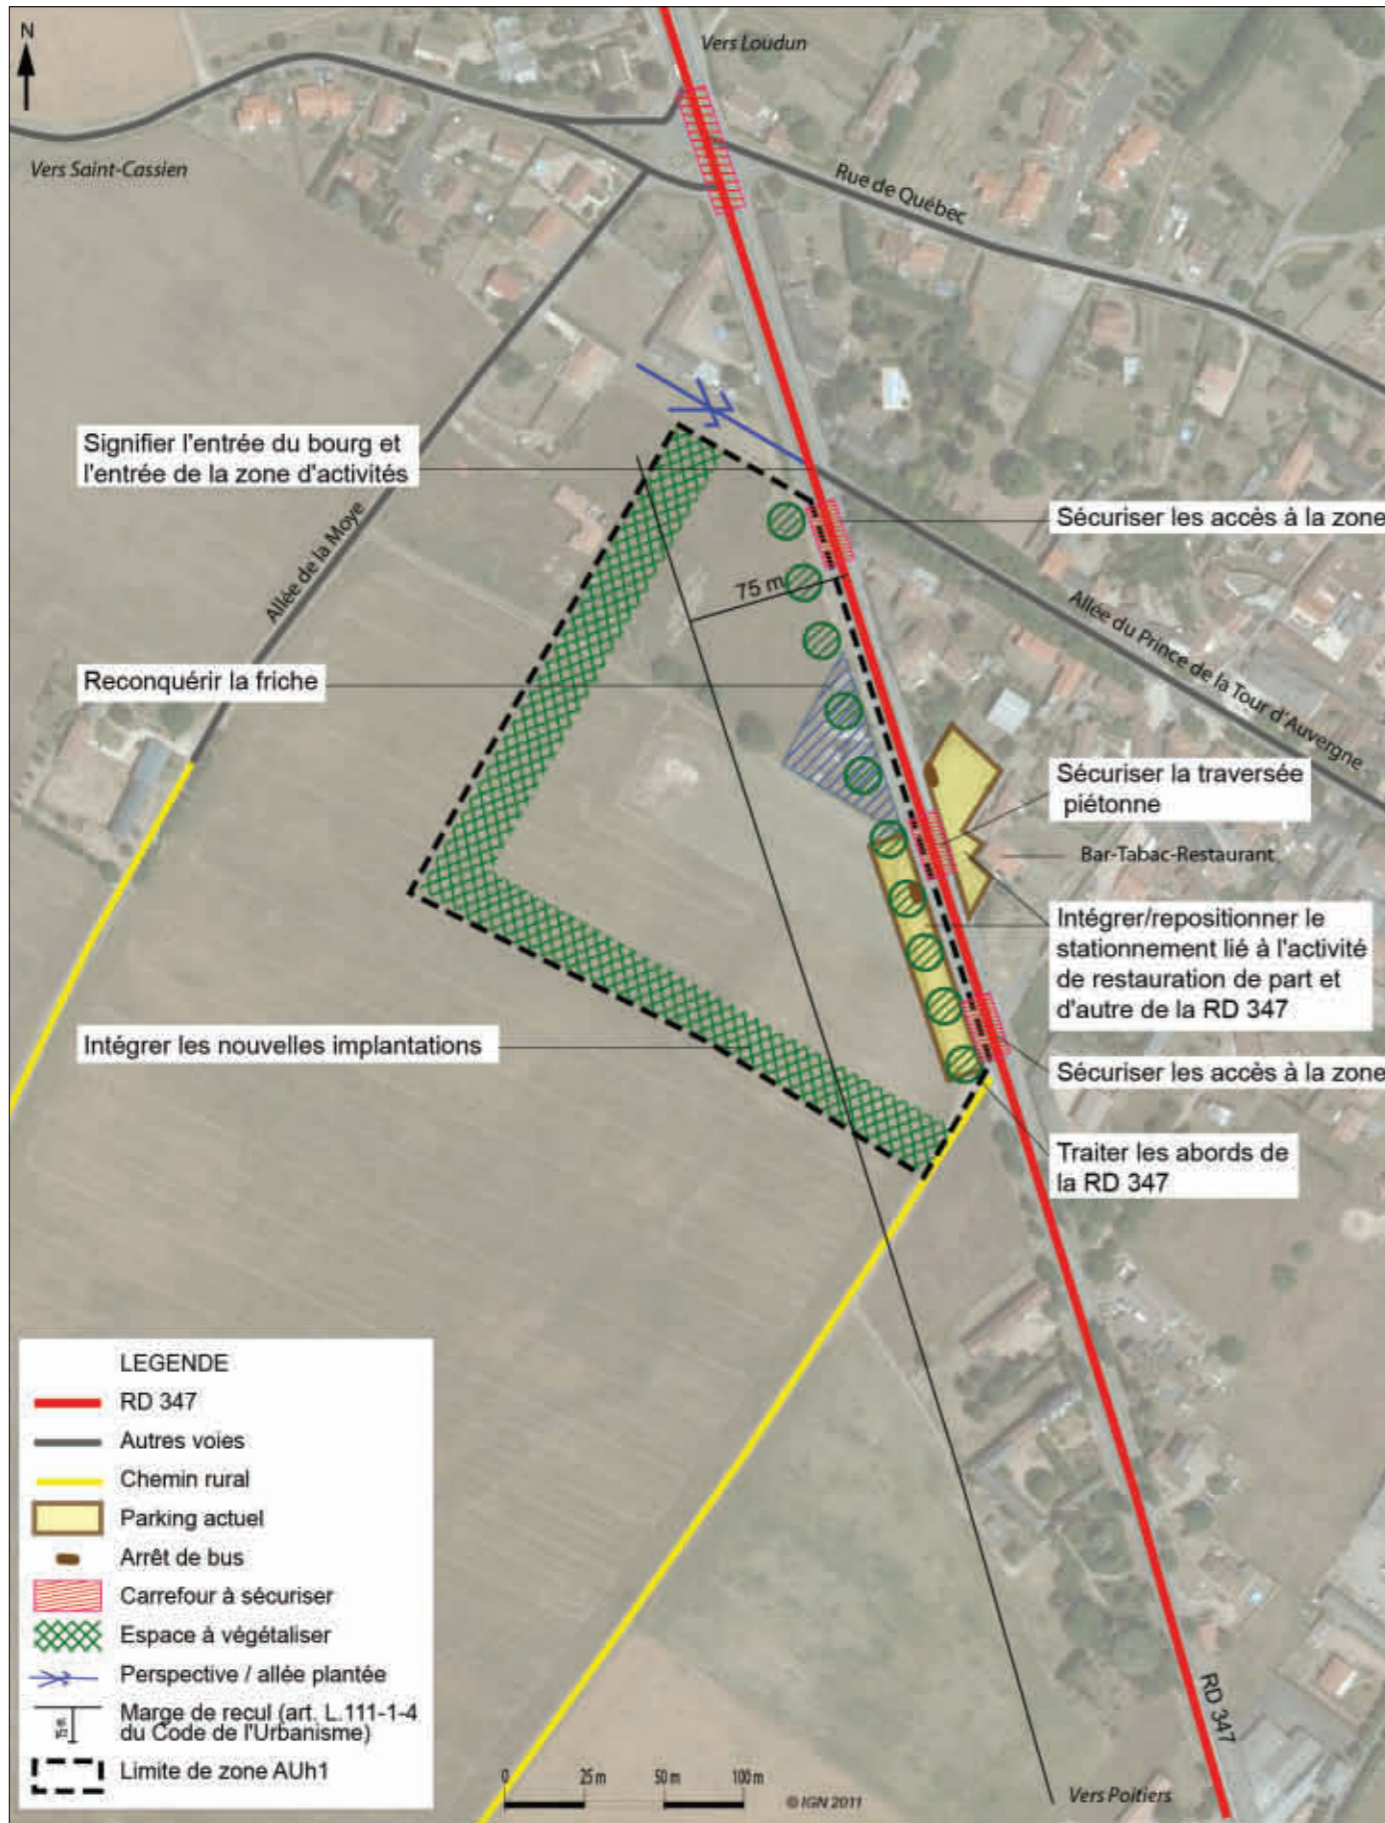 N
Vers Loudun
Vers Saint-Cassien
Rue de Québec
Signifier l'entrée du bourg et
l'entrée de la zone d'activités
Sécuriser les accès à la zone
75 m
Allée de la Moye
Allée du Prince de la Tour d'Auvergne
Reconquérir la friche
Sécuriser la traversée
piétonne
Bar-Tabac-Restaurant
Intégrer/repositionner le
stationnement lié à l'activité
de restauration de part et
d'autre de la RD 347
Intégrer les nouvelles implantations
Sécuriser les accès à la zone
Traiter les abords de
la RD 347
LEGENDE
RD 347
Autres voies
Chemin rural
Parking actuel
Arrêt de bus
Carrefour à sécuriser
Espace à végétaliser
Perspective / allée plantée
Marge de recul (art. L.111-1-4
du Code de l'Urbanisme)
Limite de zone AUh1
0 25 m 50 m 100 m
© IGN 2011
RD 347
Vers Poitiers